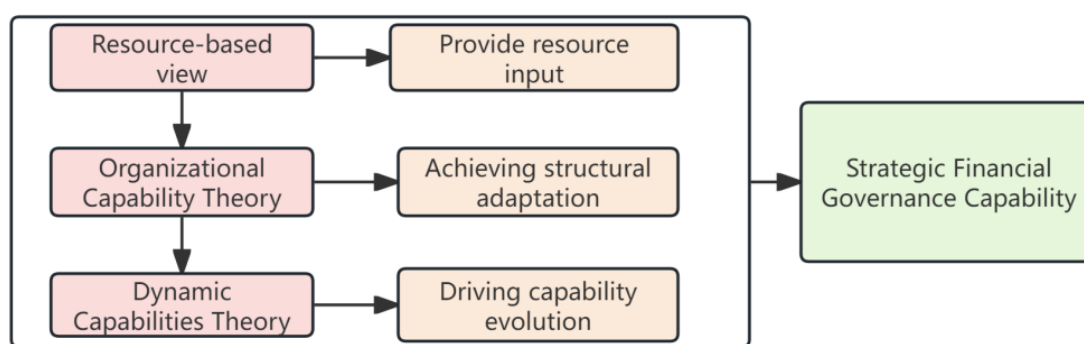 Resource-based
view
Provide resource
input
Organizational
Capability Theory
Achieving structural
adaptation
Dynamic
Capabilities Theory
Driving capability
evolution
Strategic Financial
Governance Capability